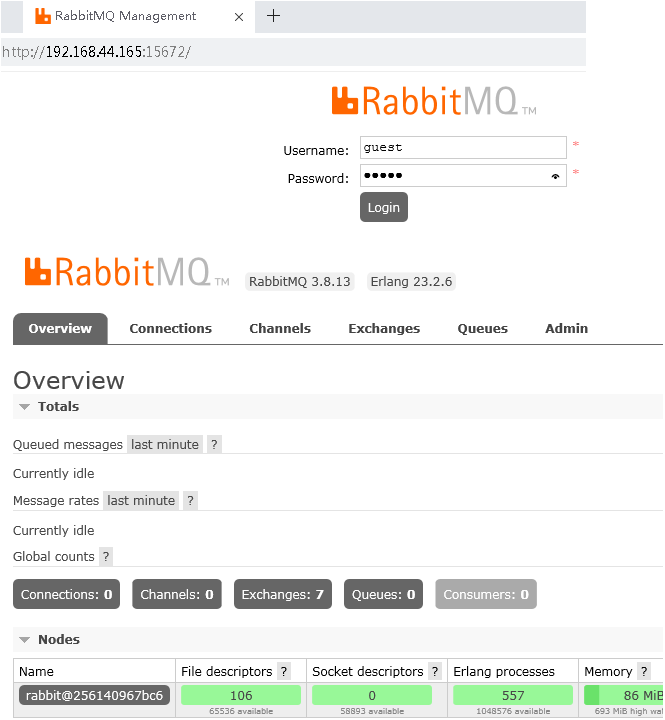 RabbitMQ Management
http://192.168.44.165:15672/
RabbitMQ TM
Username: guest *
Password: ••••• *
Login
RabbitMQ TM RabbitMQ 3.8.13 Erlang 23.2.6
Overview Connections Channels Exchanges Queues Admin
Overview
Totals
Queued messages last minute ?
Currently idle
Message rates last minute ?
Currently idle
Global counts ?
Connections: 0 Channels: 0 Exchanges: 7 Queues: 0 Consumers: 0
Nodes
Name File descriptors ? Socket descriptors ? Erlang processes Memory ?
rabbit@256140967bc6 106 0 557 86 MiB
65536 available 58893 available 1048576 available 693 MiB high wat